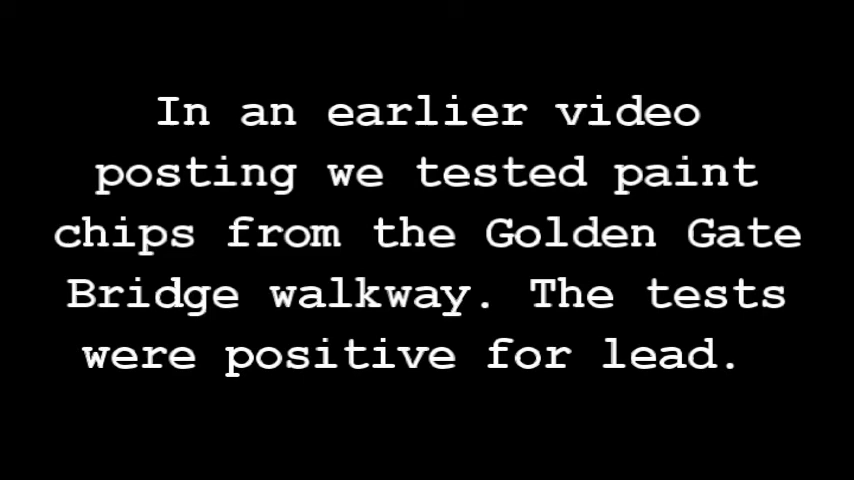 In an earlier video
posting we tested paint
chips from the Golden Gate
Bridge walkway. The tests
were positive for lead.